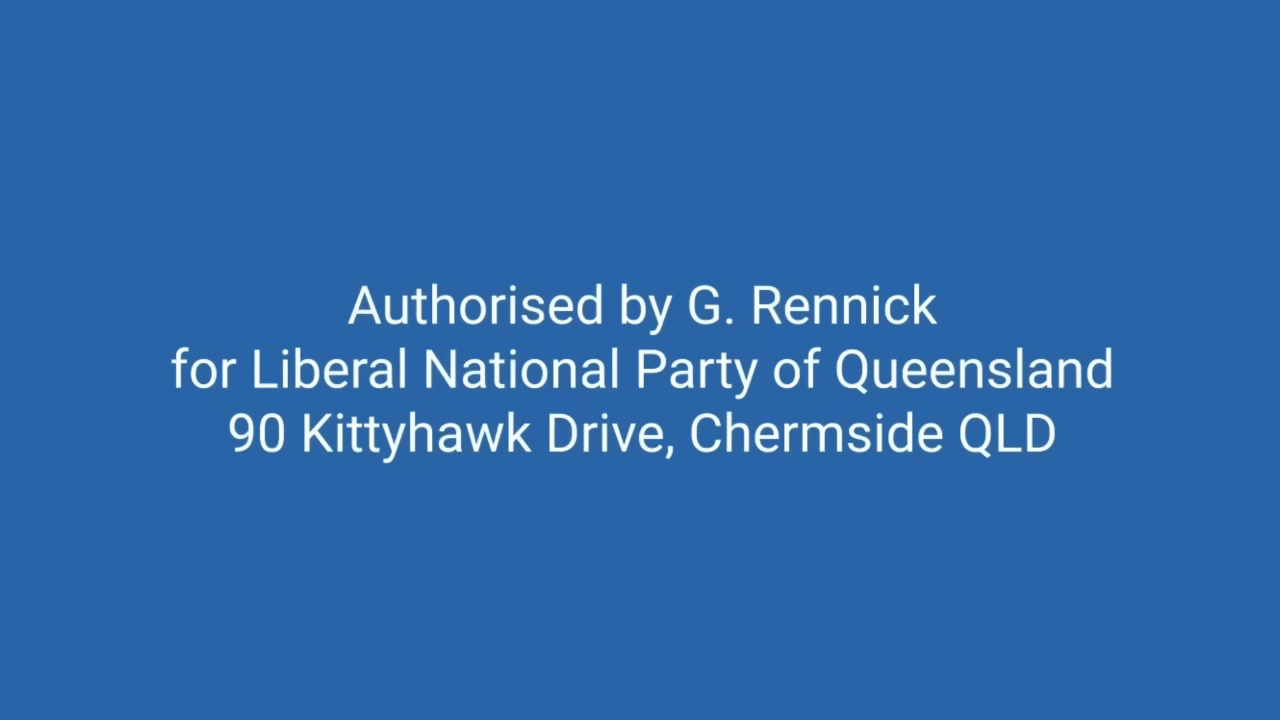 Authorised by G. Rennick
for Liberal National Party of Queensland
90 Kittyhawk Drive, Chermside QLD